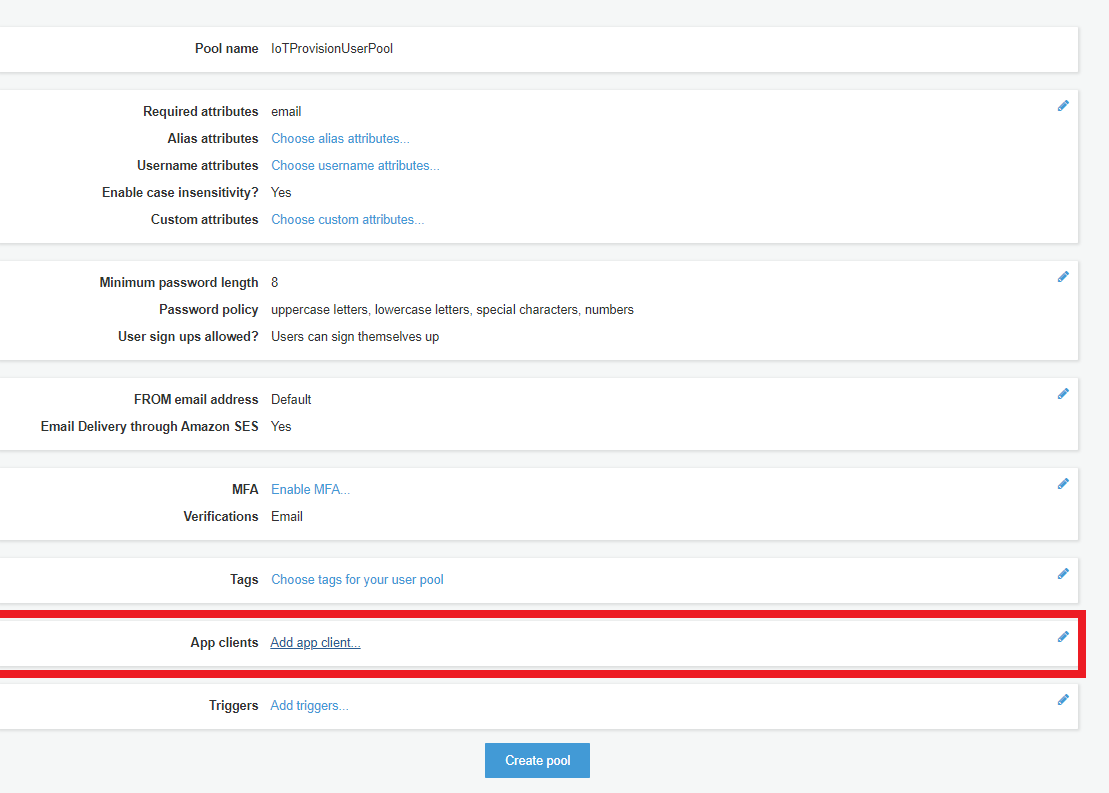 Pool name IoTProvisionUserPool
Required attributes email
Alias attributes Choose alias attributes...
Username attributes Choose username attributes...
Enable case insensitivity? Yes
Custom attributes Choose custom attributes...
Minimum password length 8
Password policy uppercase letters, lowercase letters, special characters, numbers
User sign ups allowed? Users can sign themselves up
FROM email address Default
Email Delivery through Amazon SES Yes
MFA Enable MFA...
Verifications Email
Tags Choose tags for your user pool
App clients Add app client...
Triggers Add triggers...
Create pool